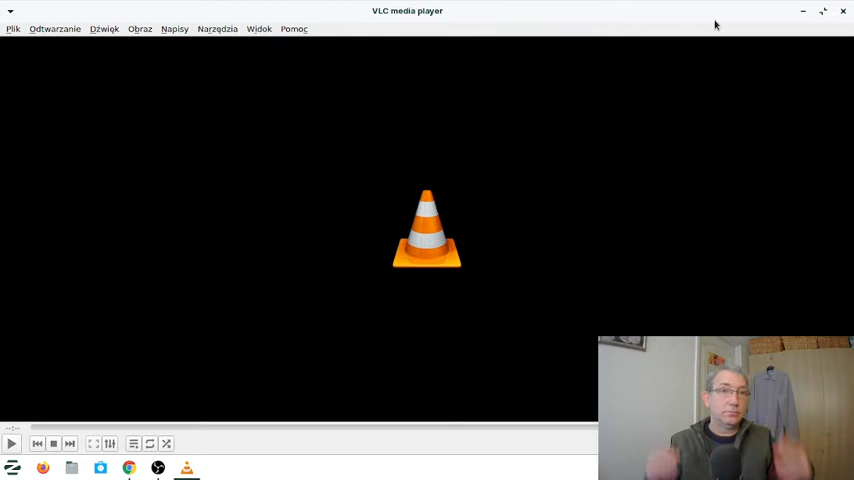 VLC media player
Plik Odtwarzanie Dźwięk Obraz Napisy Narzędzia Widok Pomoc
--:--